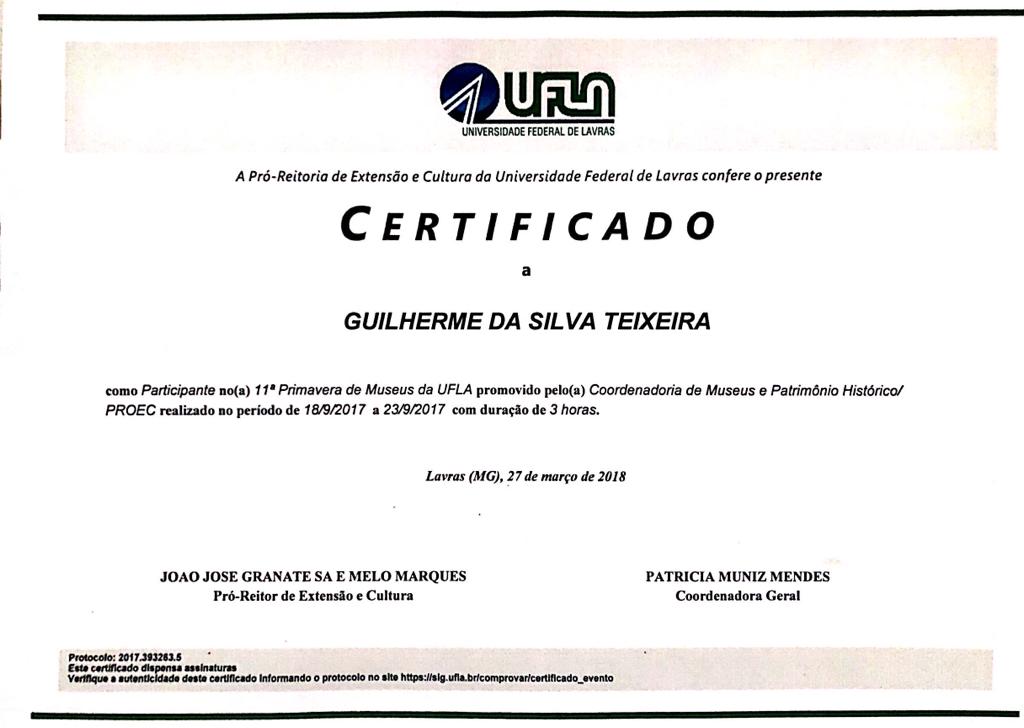 UFLA
UNIVERSIDADE FEDERAL DE LAVRAS
A Pró-Reitoria de Extensão e Cultura da Universidade Federal de Lavras confere o presente
CERTIFICADO
a
GUILHERME DA SILVA TEIXEIRA
como Participante no(a) 11ª Primavera de Museus da UFLA promovido pelo(a) Coordenadoria de Museus e Patrimônio Histórico/
PROEC realizado no período de 18/9/2017 a 23/9/2017 com duração de 3 horas.
Lavras (MG), 27 de março de 2018
JOAO JOSE GRANATE SA E MELO MARQUES
Pró-Reitor de Extensão e Cultura
PATRICIA MUNIZ MENDES
Coordenadora Geral
Protocolo: 2017.393263.5
Este certificado dispensa assinaturas
Verifique a autenticidade deste certificado informando o protocolo no site https://sig.ufla.br/comprovar/certificado_evento